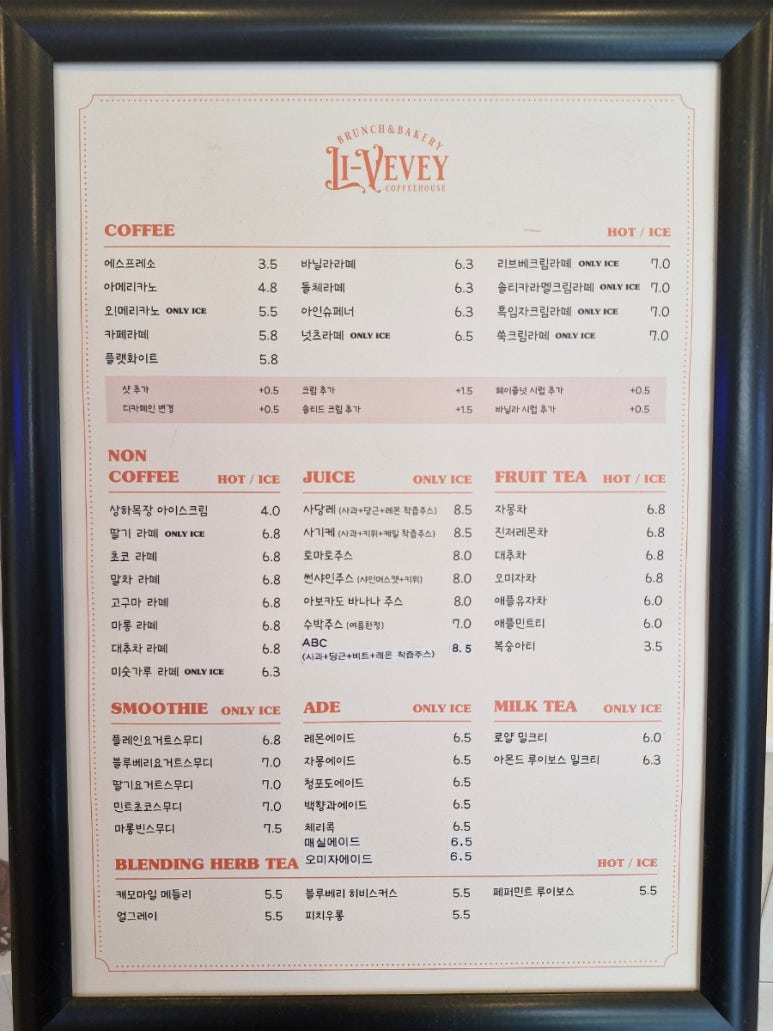 BRUNCH&BAKERY
LI-VEVEY
COFFEEHOUSE
COFFEE HOT / ICE
에스프레소 3.5 바닐라라떼 6.3 리브베크림라떼 ONLY ICE 7.0
아메리카노 4.8 돌체라떼 6.3 솔티카라멜크림라떼 ONLY ICE 7.0
오!메리카노 ONLY ICE 5.5 아인슈페너 6.3 흑임자크림라떼 ONLY ICE 7.0
카페라떼 5.8 넛츠라떼 ONLY ICE 6.5 쑥크림라떼 ONLY ICE 7.0
플랫화이트 5.8
샷 추가 +0.5 크림 추가 +1.5 헤이즐넛 시럽 추가 +0.5
디카페인 변경 +0.5 솔티드 크림 추가 +1.5 바닐라 시럽 추가 +0.5
NON
COFFEE HOT / ICE
상하목장 아이스크림 4.0
딸기 라떼 ONLY ICE 6.8
초코 라떼 6.8
말차 라떼 6.8
고구마 라떼 6.8
마롱 라떼 6.8
대추차 라떼 6.8
미숫가루 라떼 ONLY ICE 6.3
JUICE ONLY ICE
사당레 (사과+당근+레몬 착즙주스) 8.5
사키케 (사과+키위+케일 착즙주스) 8.5
토마토주스 8.0
썬샤인주스 (샤인머스캣+키위) 8.0
아보카도 바나나 주스 8.0
수박주스 (여름한정) 7.0
ABC
(사과+당근+비트+레몬 착즙주스) 8.5
FRUIT TEA HOT / ICE
자몽차 6.8
진저레몬차 6.8
대추차 6.8
오미자차 6.8
애플유자차 6.0
애플민트티 6.0
복숭아티 3.5
SMOOTHIE ONLY ICE
플레인요거트스무디 6.8
블루베리요거트스무디 7.0
딸기요거트스무디 7.0
민트초코스무디 7.0
마롱빈스무디 7.5
ADE ONLY ICE
레몬에이드 6.5
자몽에이드 6.5
청포도에이드 6.5
백향과에이드 6.5
체리콕 6.5
매실에이드 6.5
오미자에이드 6.5
MILK TEA ONLY ICE
로얄 밀크티 6.0
아몬드 루이보스 밀크티 6.3
BLENDING HERB TEA HOT / ICE
캐모마일 메들리 5.5 블루베리 히비스커스 5.5 페퍼민트 루이보스 5.5
얼그레이 5.5 피치우롱 5.5